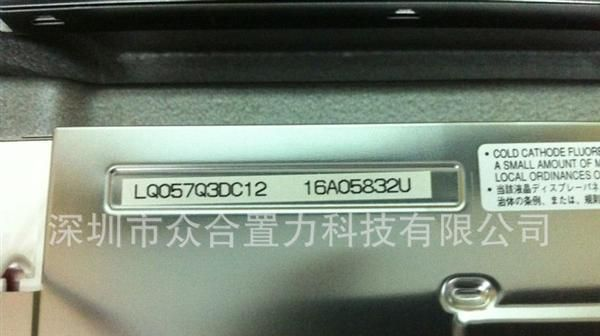 • COLD CATHODE FLUORE
A SMALL AMOUNT OF M
LOCAL ORDINANCES O
• 当該液晶ディスプレーパネ
治体の条例、または、規則
LQ057Q3DC12 16A05832U
深圳市众合置力科技有限公司